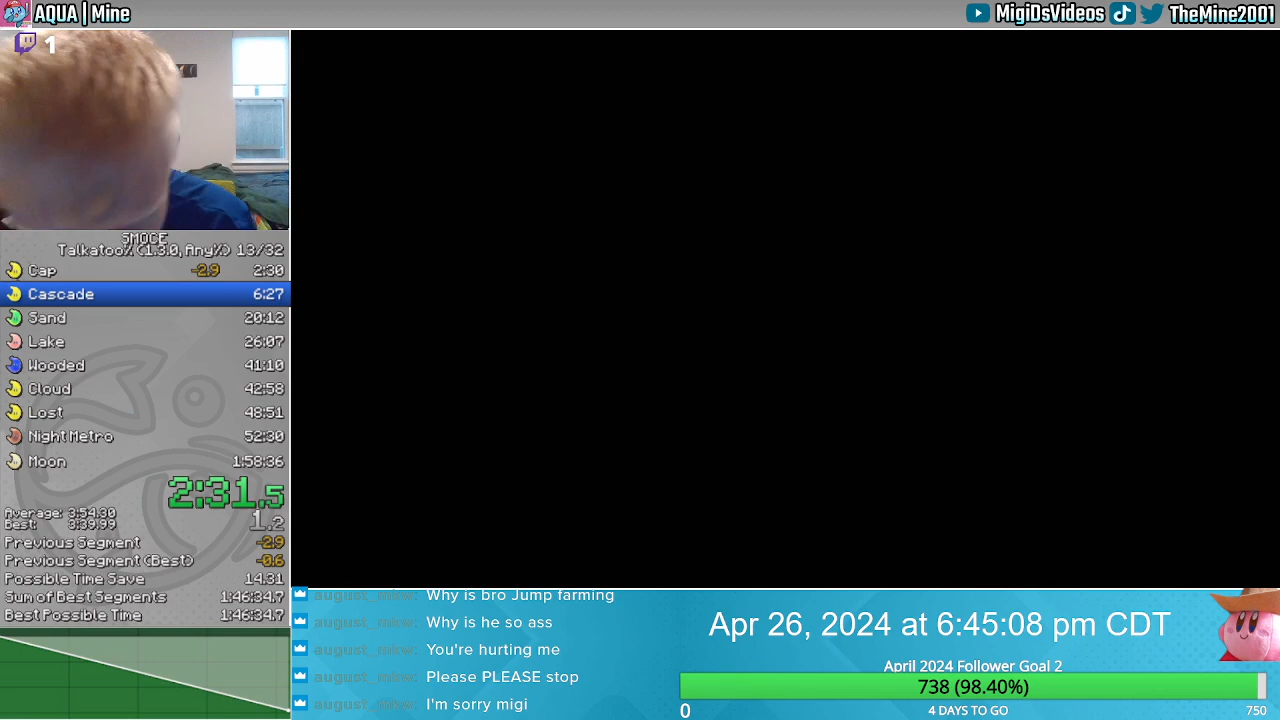 AQUA | Mine
MigiDsVideos
TheMine2001
1
SMOCE
Talkatoo% (1.3.0, Any%) 13/32
Cap -2.9 2:30
Cascade 6:27
Sand 20:12
Lake 26:07
Wooded 41:10
Cloud 42:58
Lost 48:51
Night Metro 52:30
Moon 1:58:36
2:31.5
Average: 3:54.90
Best: 3:39.99
1.2
Previous Segment -2.9
Previous Segment (Best) -0.6
Possible Time Save 14.31
Sum of Best Segments 1:46:34.7
Best Possible Time 1:46:34.7
Why is bro Jump farming
Why is he so ass
You're hurting me
Please PLEASE stop
I'm sorry migi
Apr 26, 2024 at 6:45:08 pm CDT
April 2024 Follower Goal 2
738 (98.40%)
0
4 DAYS TO GO
750